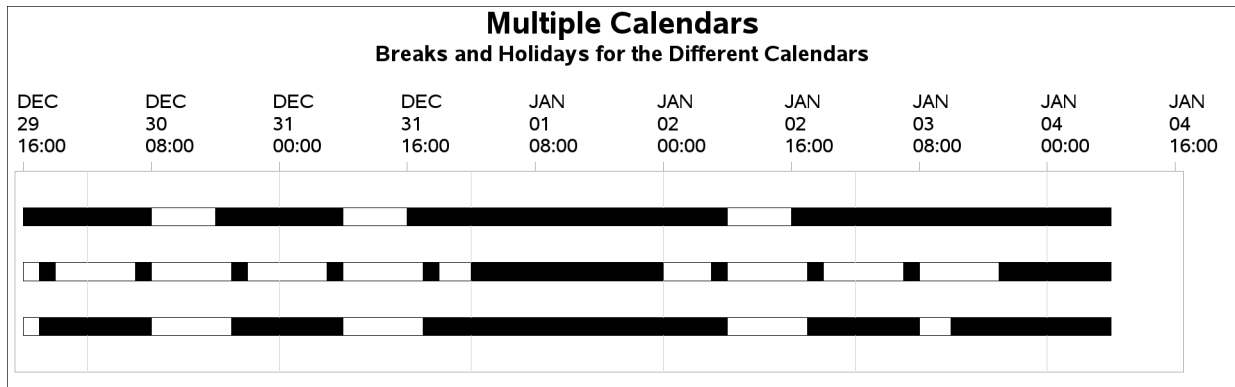 Multiple Calendars
Breaks and Holidays for the Different Calendars
DEC DEC DEC DEC JAN JAN JAN JAN JAN JAN
29 30 31 31 01 02 02 03 04 04
16:00 08:00 00:00 16:00 08:00 00:00 16:00 08:00 00:00 16:00